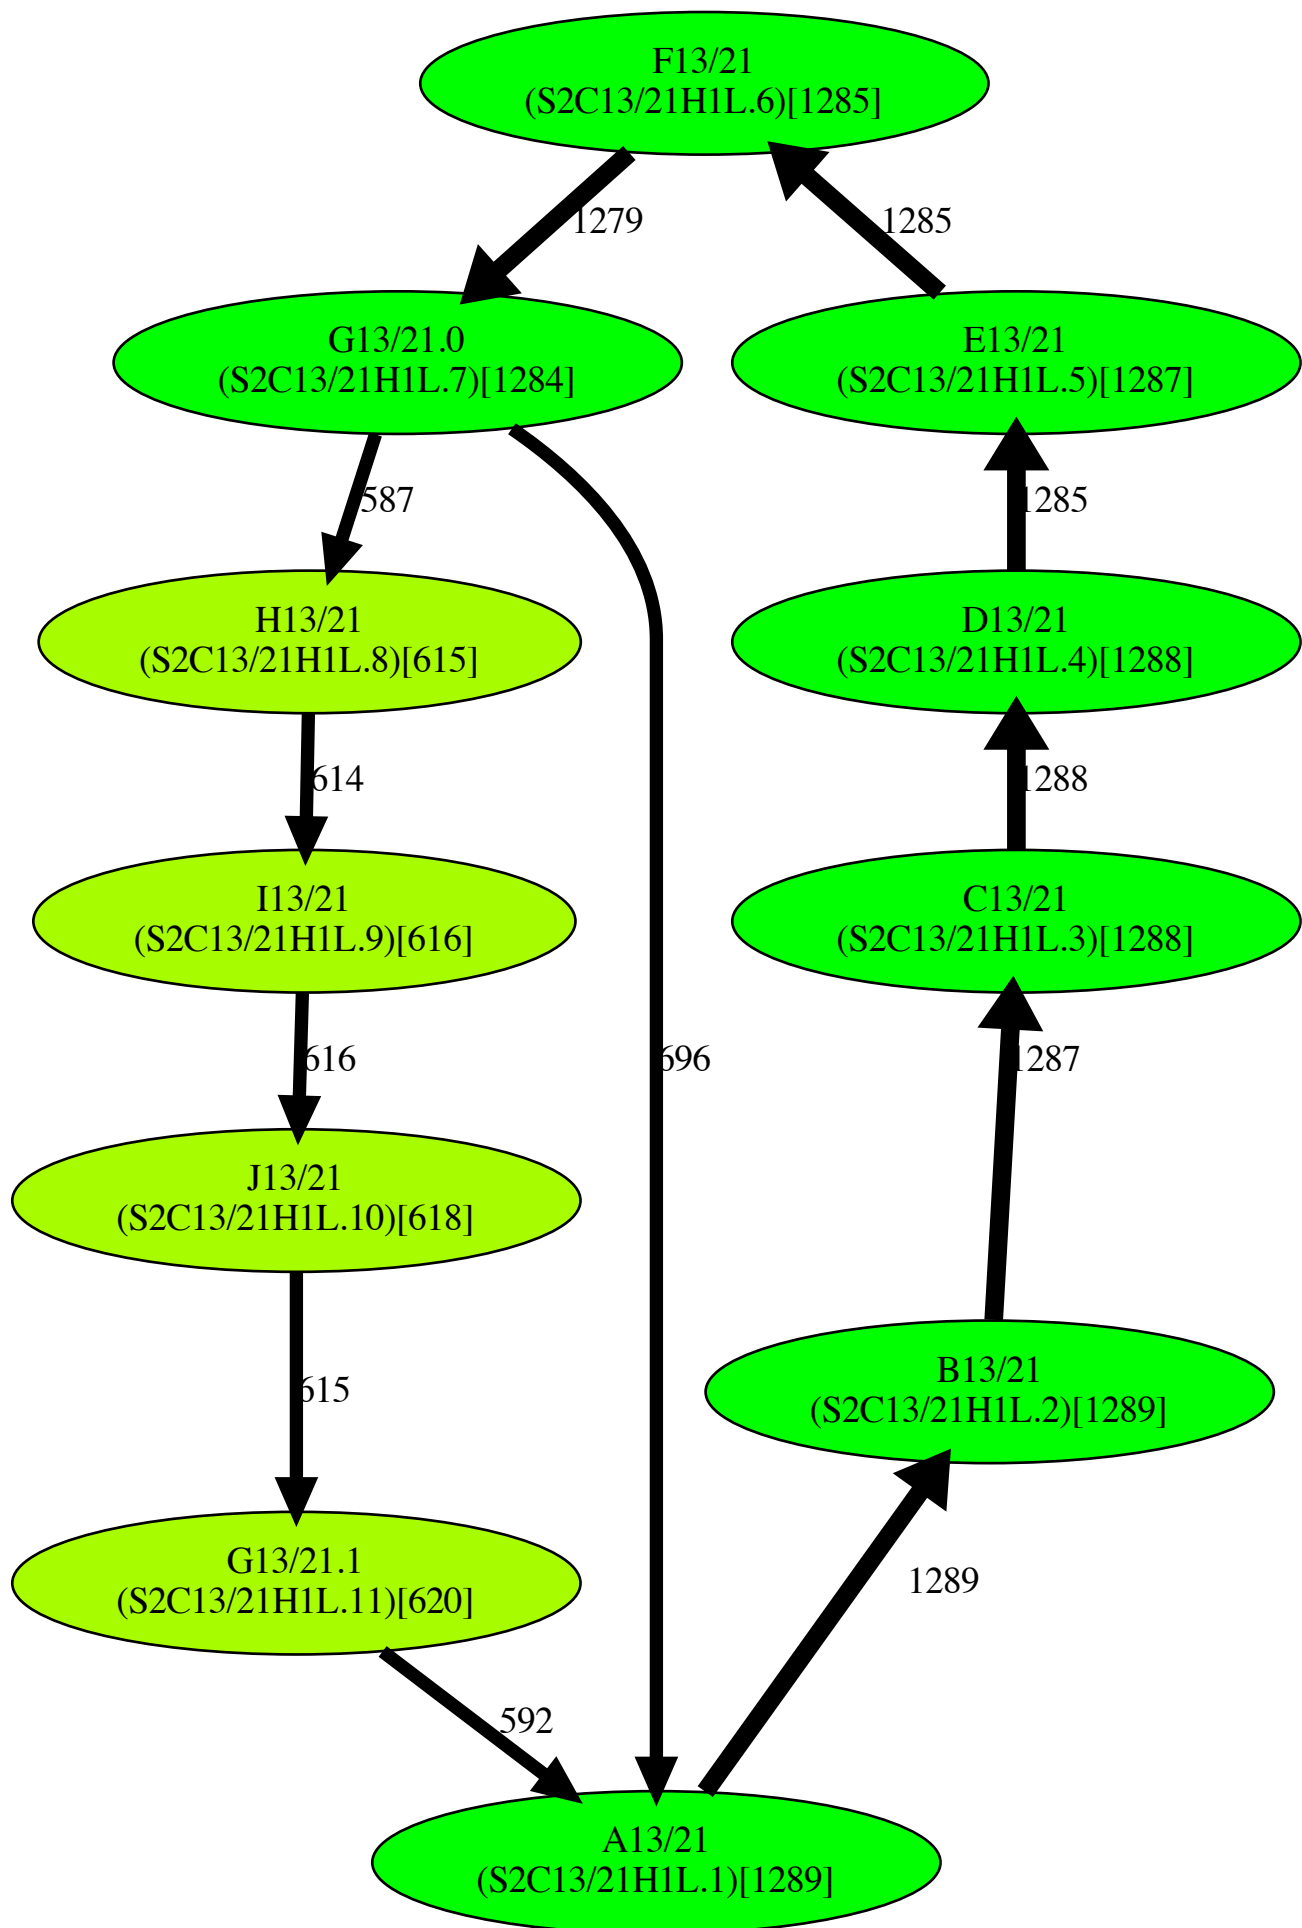 F13/21
(S2C13/21H1L.6)[1285]
1279
1285
G13/21.0
(S2C13/21H1L.7)[1284]
E13/21
(S2C13/21H1L.5)[1287]
587
1285
H13/21
(S2C13/21H1L.8)[615]
D13/21
(S2C13/21H1L.4)[1288]
614
1288
I13/21
(S2C13/21H1L.9)[616]
C13/21
(S2C13/21H1L.3)[1288]
616
696
1287
J13/21
(S2C13/21H1L.10)[618]
615
B13/21
(S2C13/21H1L.2)[1289]
G13/21.1
(S2C13/21H1L.11)[620]
1289
592
A13/21
(S2C13/21H1L.1)[1289]